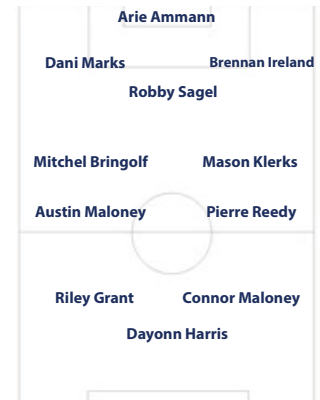 Arie Ammann
Dani Marks
Brennan Ireland
Robby Sagel
Mitchel Bringolf
Mason Klerks
Austin Maloney
Pierre Reedy
Riley Grant
Connor Maloney
Dayonn Harris